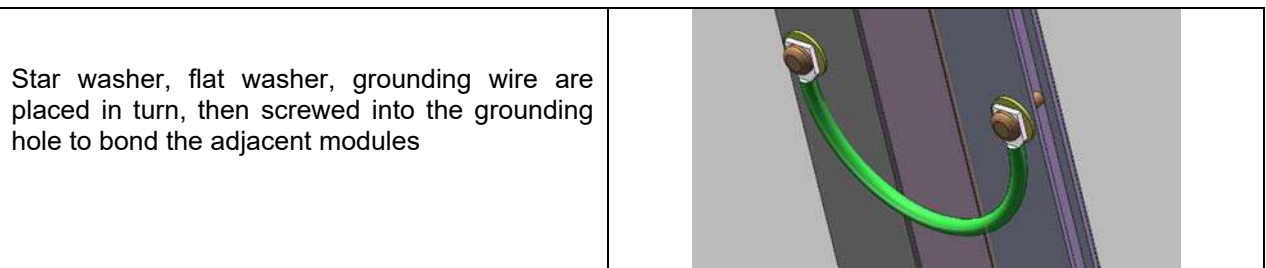 Star washer, flat washer, grounding wire are
placed in turn, then screwed into the grounding
hole to bond the adjacent modules